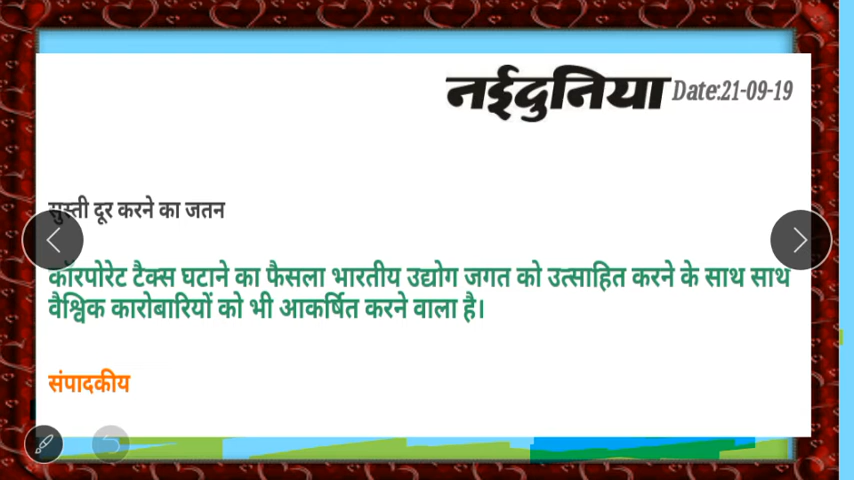 नईदुनिया Date:21-09-19
सुस्ती दूर करने का जतन
कॉरपोरेट टैक्स घटाने का फैसला भारतीय उद्योग जगत को उत्साहित करने के साथ साथ
वैश्विक कारोबारियों को भी आकर्षित करने वाला है।
संपादकीय